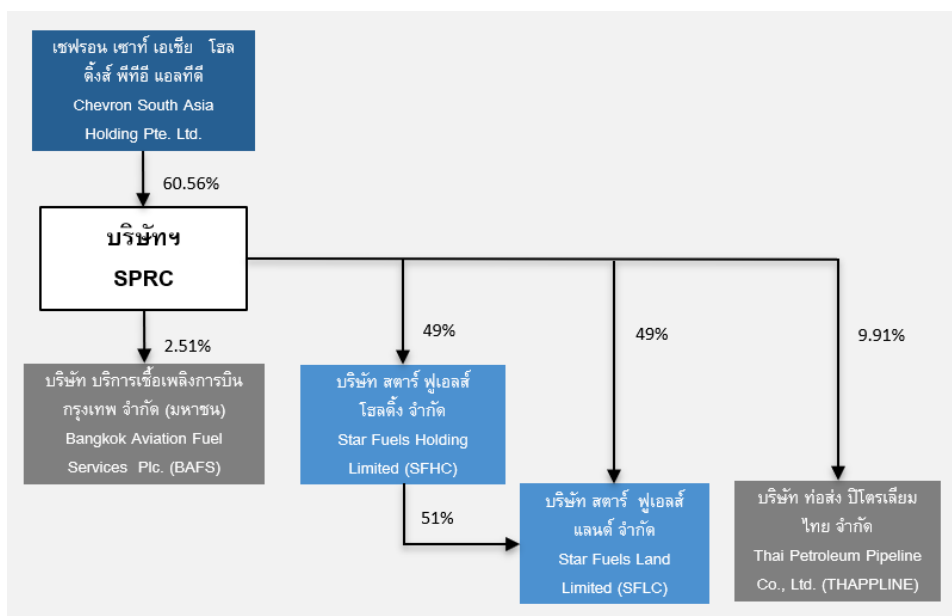 เชฟรอน เซาท์ เอเชีย โฮล
ดิ้งส์ พีทีอี แอลทีดี
Chevron South Asia
Holding Pte. Ltd.
60.56%
บริษัทฯ
SPRC
2.51%
49%
49%
9.91%
บริษัท บริการเชื้อเพลิงการบิน
กรุงเทพ จำกัด (มหาชน)
Bangkok Aviation Fuel
Services Plc. (BAFS)
บริษัท สตาร์ ฟูเอลส์
โฮลดิ้ง จำกัด
Star Fuels Holding
Limited (SFHC)
51%
บริษัท สตาร์ ฟูเอลส์
แลนด์ จำกัด
Star Fuels Land
Limited (SFLC)
บริษัท ท่อส่ง ปิโตรเลียม
ไทย จำกัด
Thai Petroleum Pipeline
Co., Ltd. (THAPPLINE)